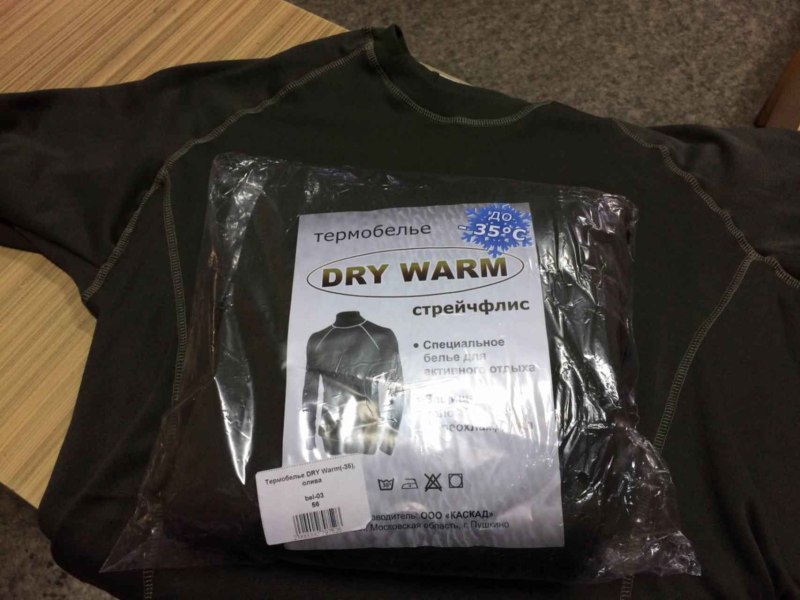 до
-35°C
термобелье
DRY WARM
стрейчфлис
• Специальное
белье для
активного отдыха
Термобелье DRY Warm(-35),
олива
bel-03
56
ООО «КАСКАД»
Московская область, г. Пушкино